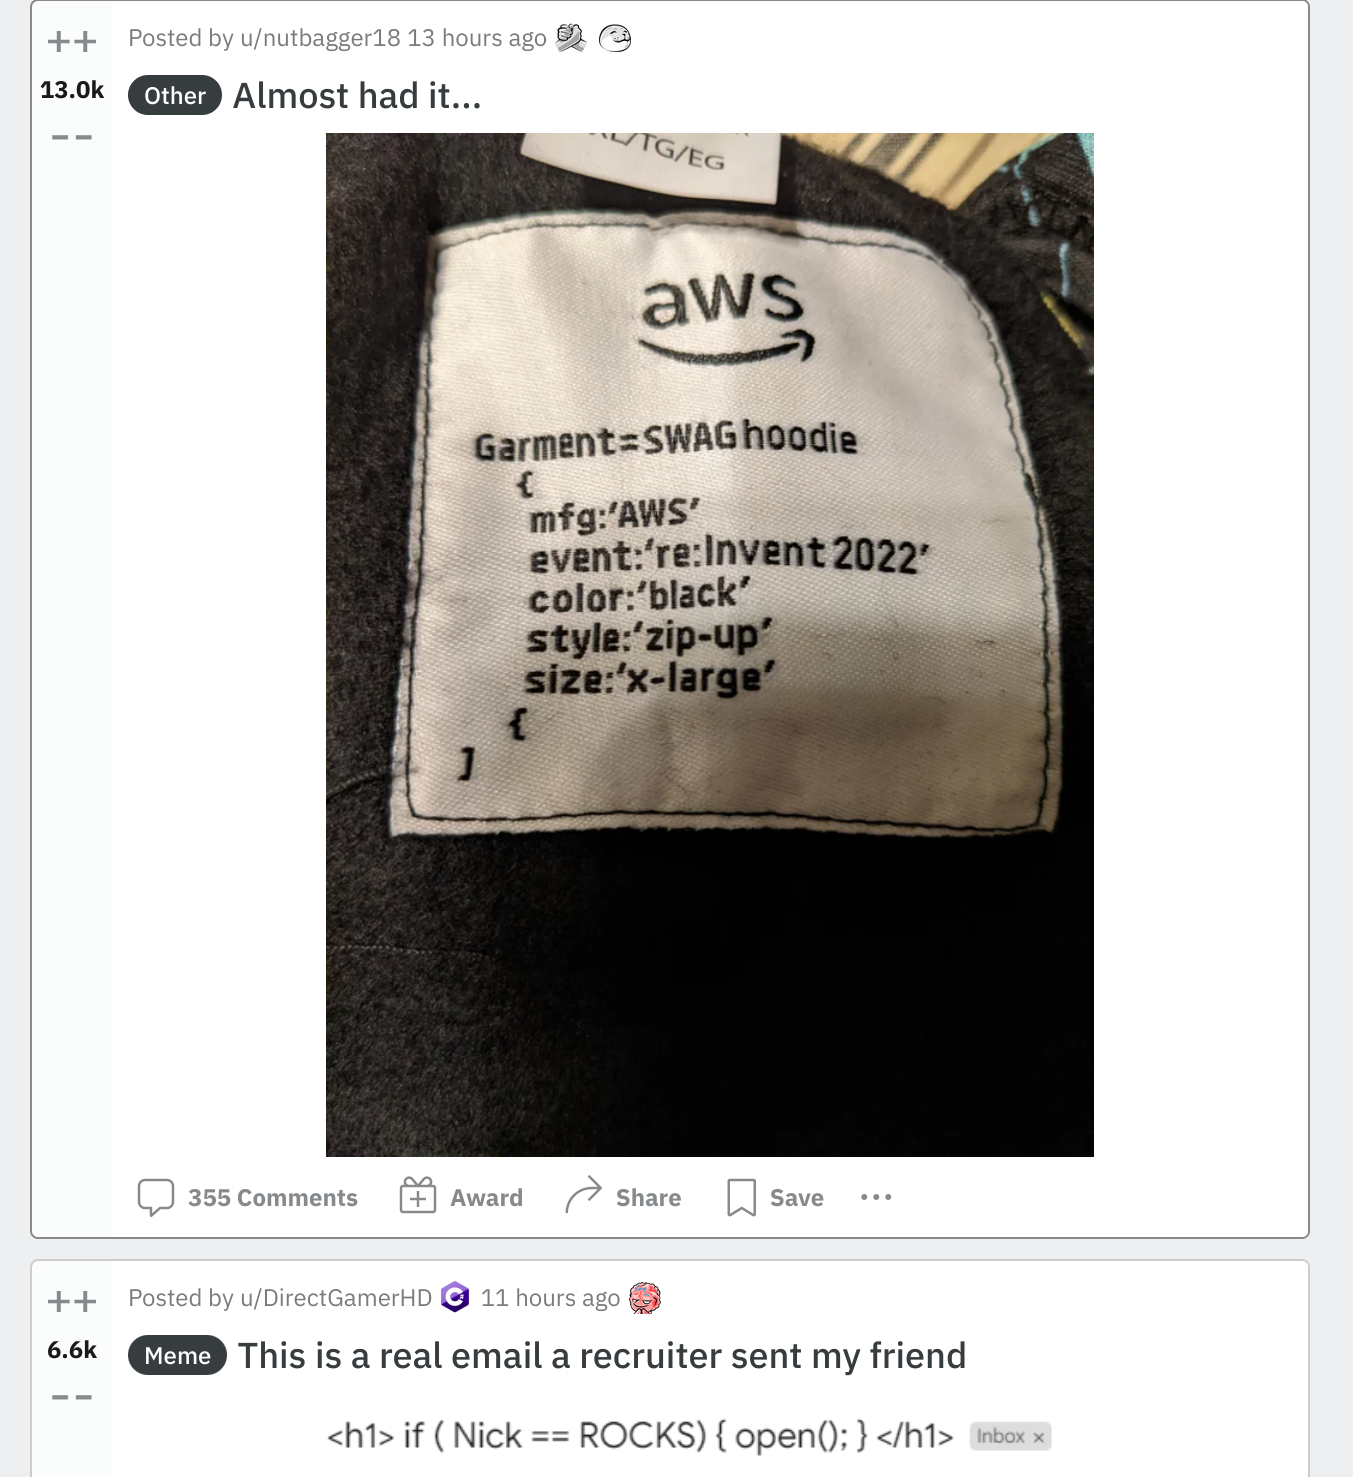 Posted by u/nutbagger18 13 hours ago
13.0k
Other Almost had it...
/TG/EG
aws
Garment=SWAG hoodie
{
mfg:'AWS'
event:'re:Invent 2022'
color:'black'
style:'zip-up'
size:'x-large'
{
]
355 Comments Award Share Save
Posted by u/DirectGamerHD 11 hours ago
6.6k
Meme This is a real email a recruiter sent my friend
<h1> if ( Nick == ROCKS) { open(); } </h1> Inbox ×